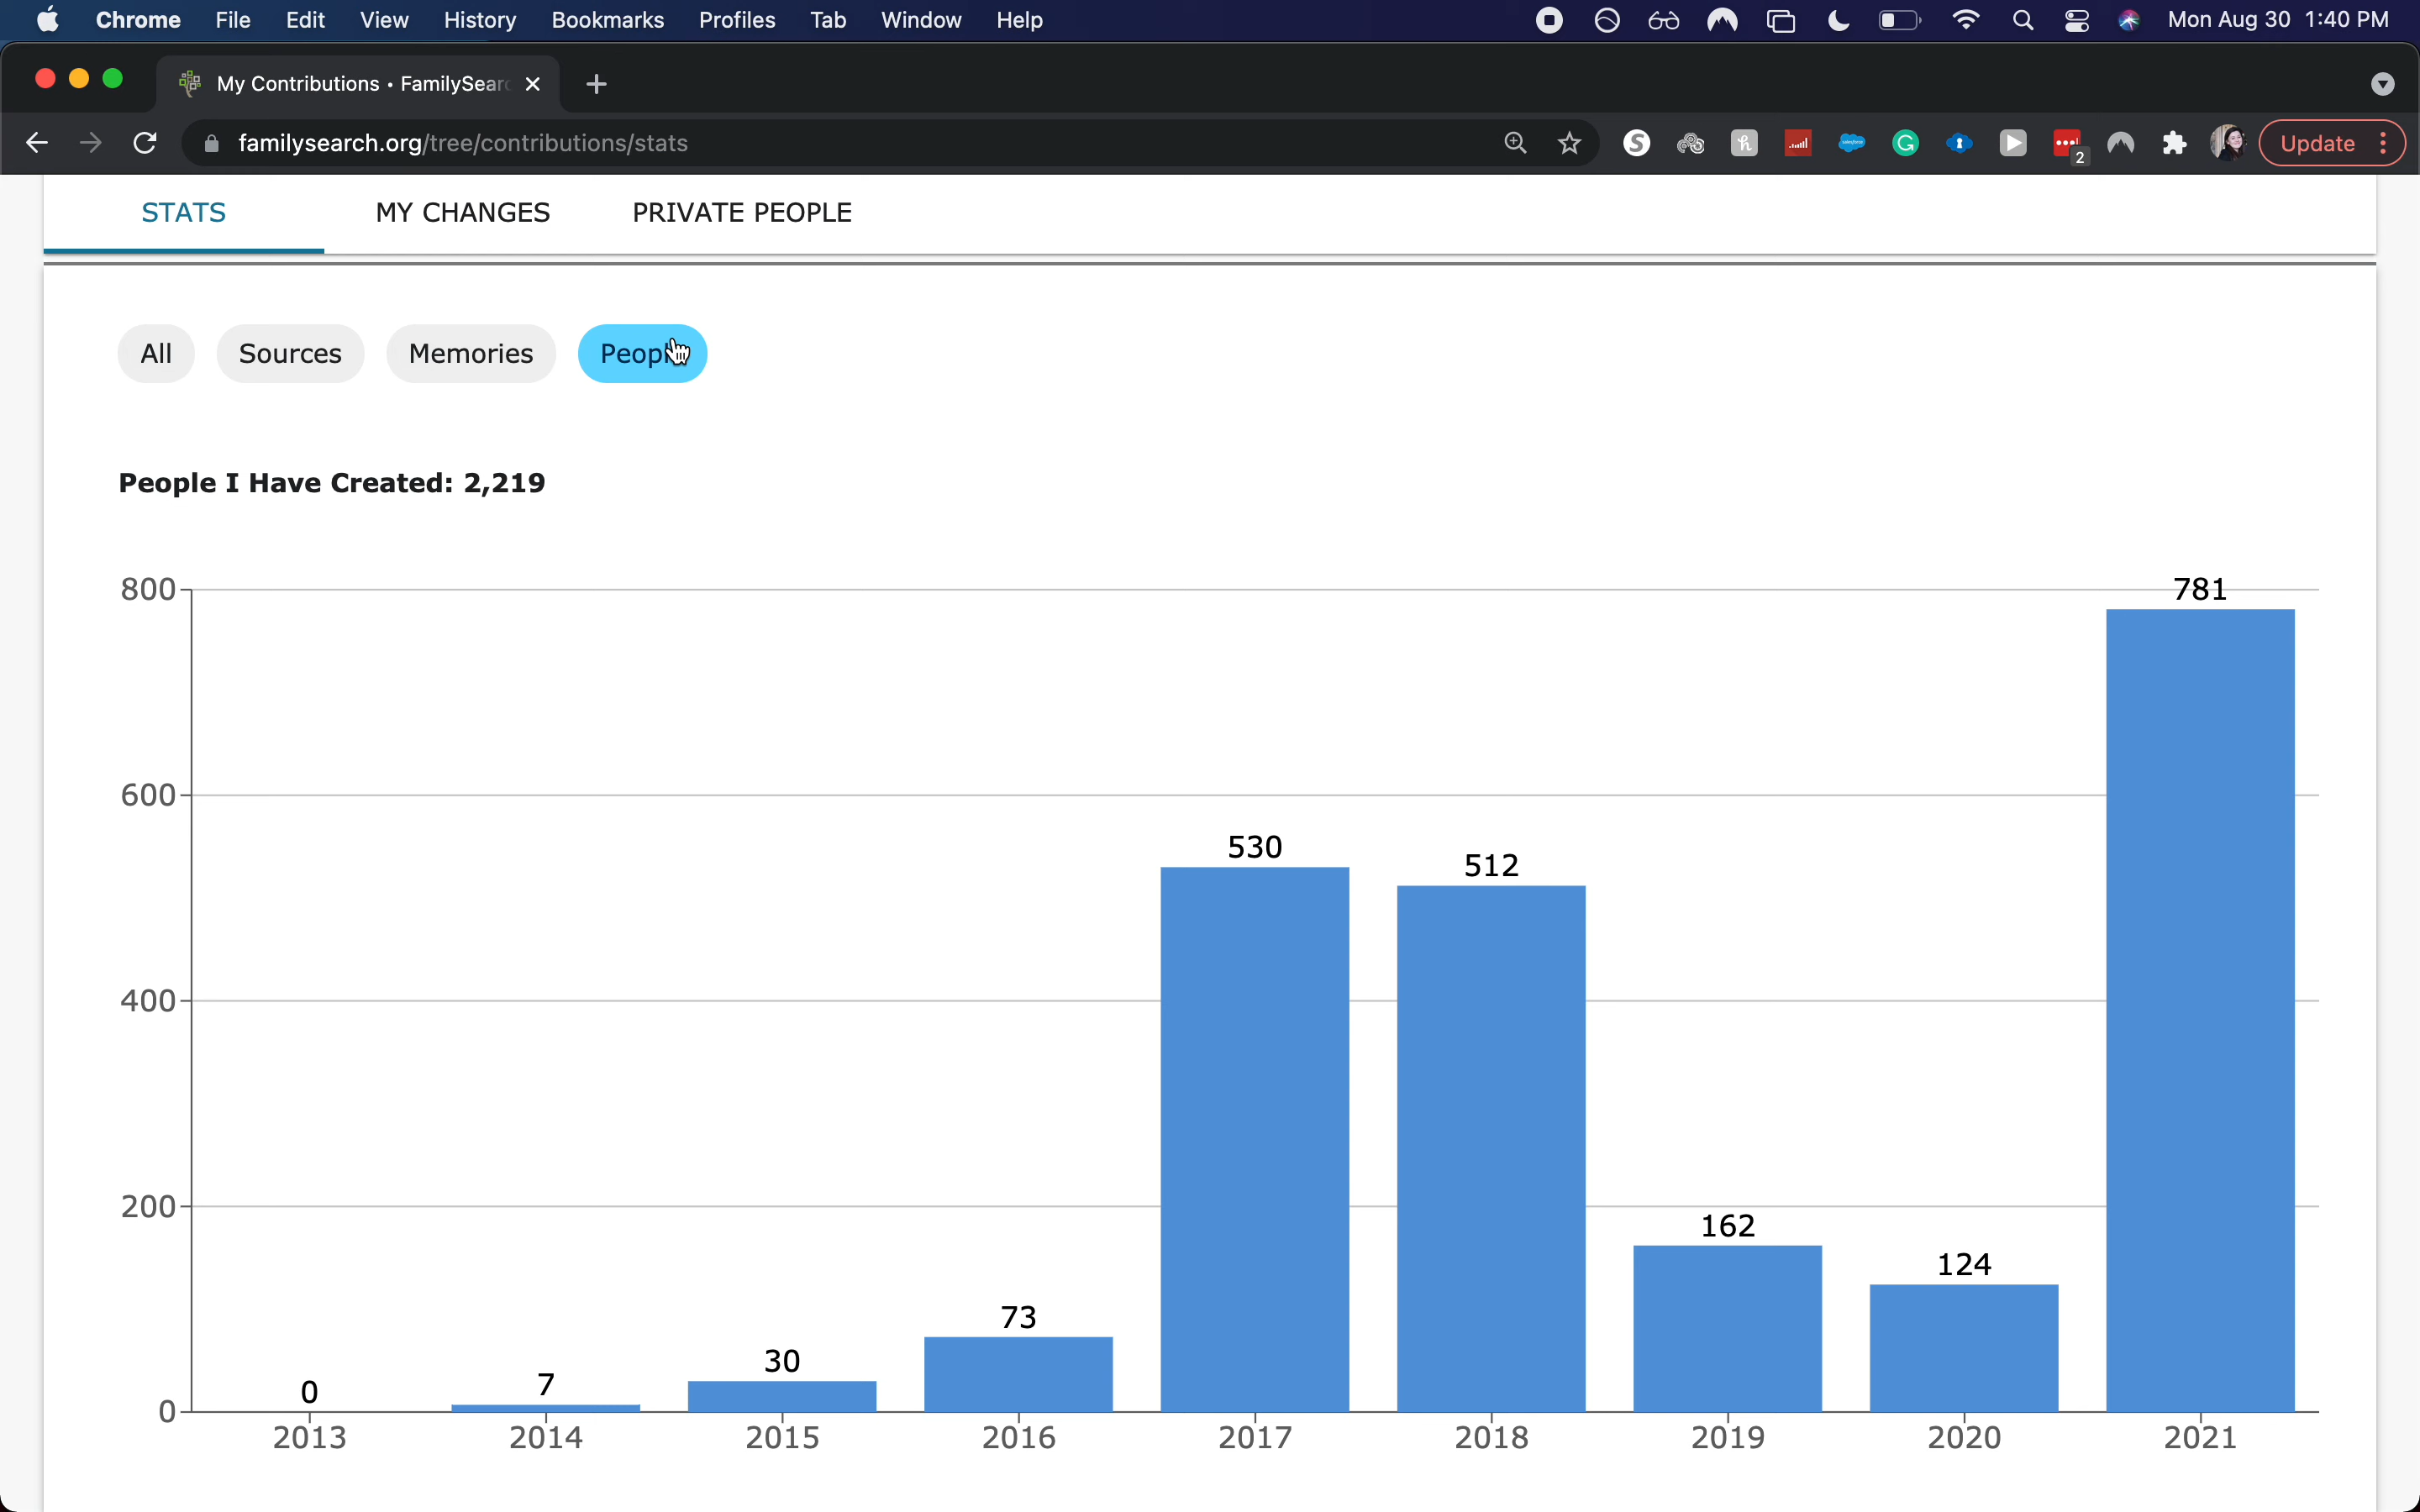 Chrome File Edit View History Bookmarks Profiles Tab Window Help Mon Aug 30 1:40 PM
My Contributions • FamilySear
familysearch.org/tree/contributions/stats 2 Update
STATS MY CHANGES PRIVATE PEOPLE
All Sources Memories People
People I Have Created: 2,219
800 781
600
530
512
400
200
162
124
73
30
7
0
0
2013 2014 2015 2016 2017 2018 2019 2020 2021